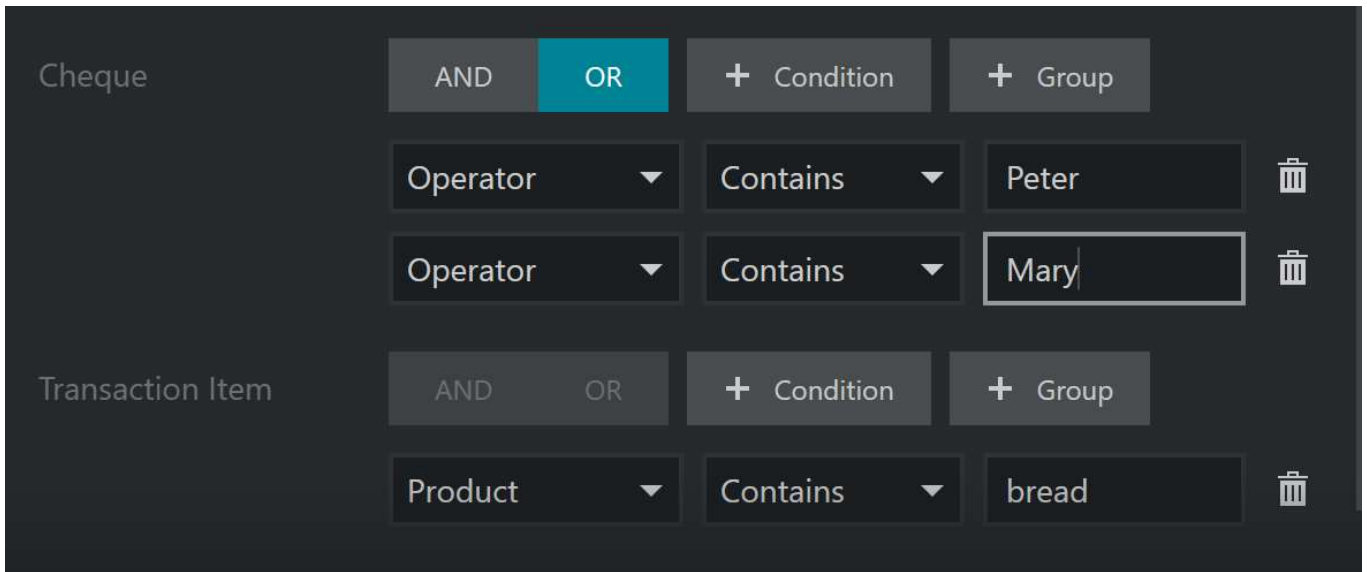 Cheque AND OR + Condition + Group
Operator Contains Peter
Operator Contains Mary
Transaction Item AND OR + Condition + Group
Product Contains bread